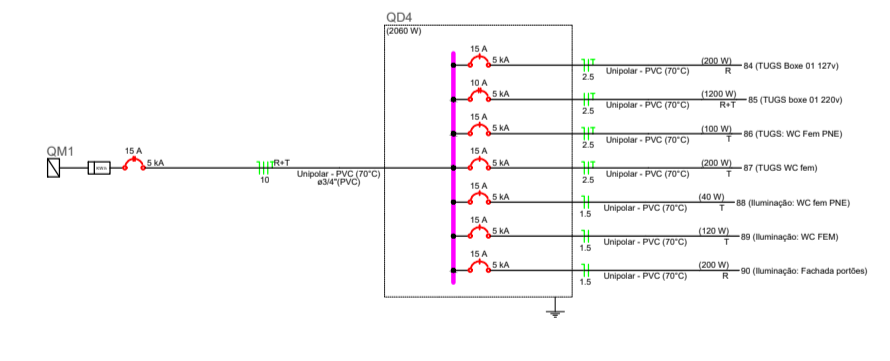 QD4
(2060 W)
15 A
5 kA
2.5
Unipolar - PVC (70°C)
(200 W)
R
84 (TUGS Boxe 01 127v)
10 A
5 kA
2.5
Unipolar - PVC (70°C)
(1200 W)
R+T
85 (TUGS boxe 01 220v)
15 A
5 kA
2.5
Unipolar - PVC (70°C)
(100 W)
T
86 (TUGS: WC Fem PNE)
QM1
15 A
5 kA
R+T
10
Unipolar - PVC (70°C)
ø3/4"(PVC)
15 A
5 kA
2.5
Unipolar - PVC (70°C)
(200 W)
T
87 (TUGS WC fem)
15 A
5 kA
1.5
Unipolar - PVC (70°C)
(40 W)
T
88 (Iluminação: WC fem PNE)
15 A
5 kA
1.5
Unipolar - PVC (70°C)
(120 W)
T
89 (Iluminação: WC FEM)
15 A
5 kA
1.5
Unipolar - PVC (70°C)
(200 W)
R
90 (Iluminação: Fachada portões)